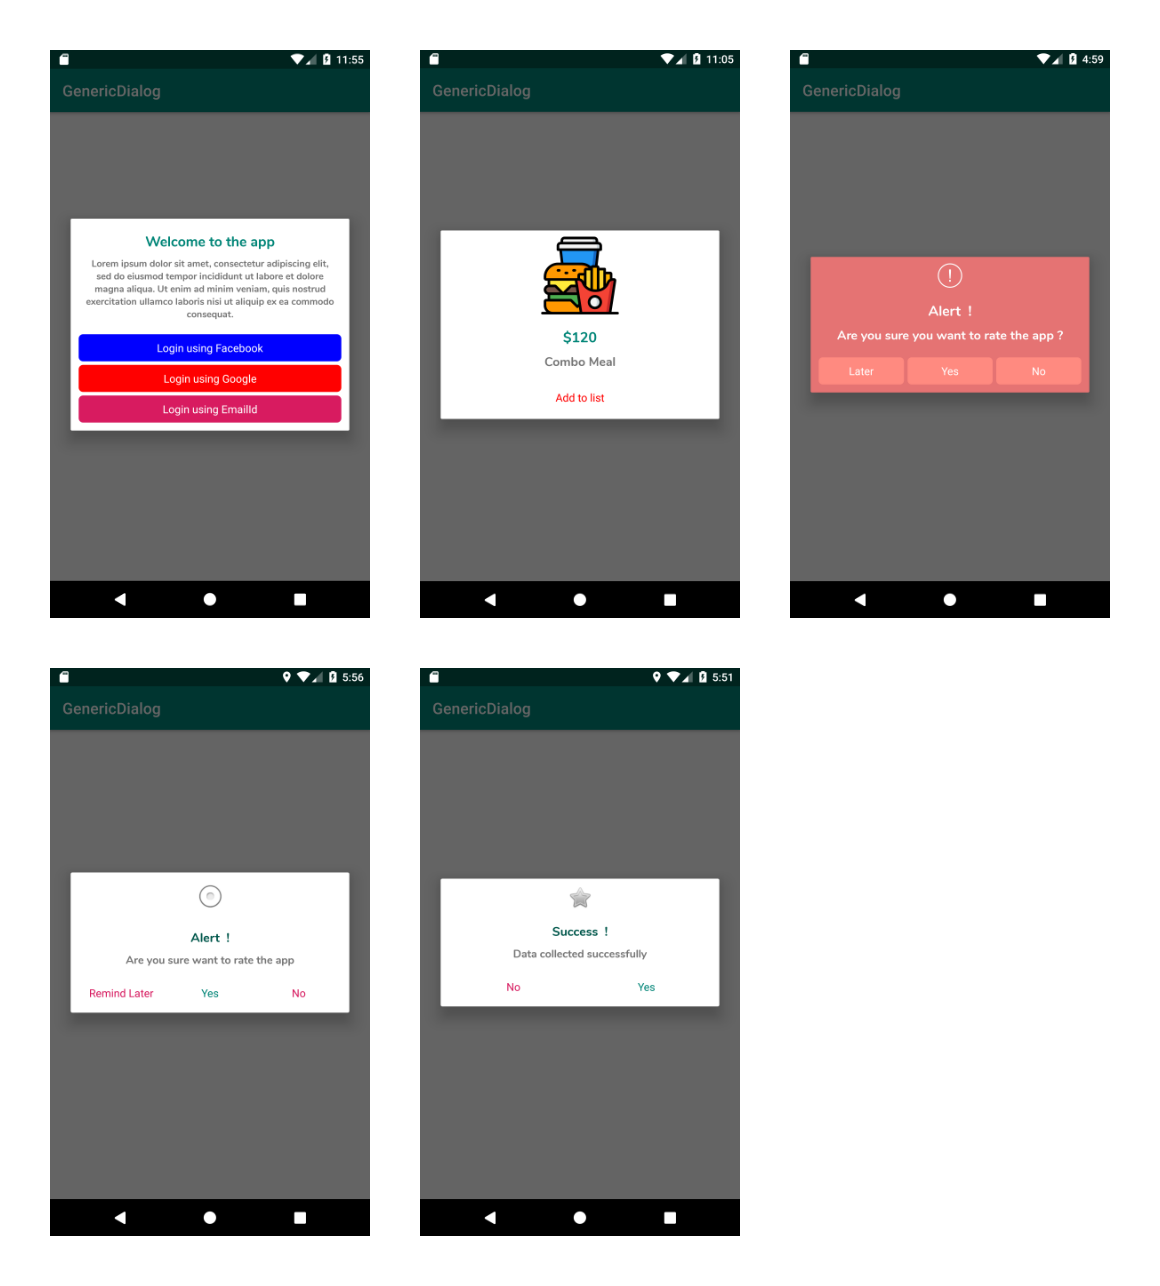 11:55
GenericDialog
Welcome to the app
Lorem ipsum dolor sit amet, consectetur adipiscing elit,
sed do eiusmod tempor incididunt ut labore et dolore
magna aliqua. Ut enim ad minim veniam, quis nostrud
exercitation ullamco laboris nisi ut aliquip ex ea commodo
consequat.
Login using Facebook
Login using Google
Login using EmailId
11:05
GenericDialog
$120
Combo Meal
Add to list
4:59
GenericDialog
Alert !
Are you sure you want to rate the app ?
Later Yes No
5:56
GenericDialog
Alert !
Are you sure want to rate the app
Remind Later Yes No
5:51
GenericDialog
Success !
Data collected successfully
No Yes